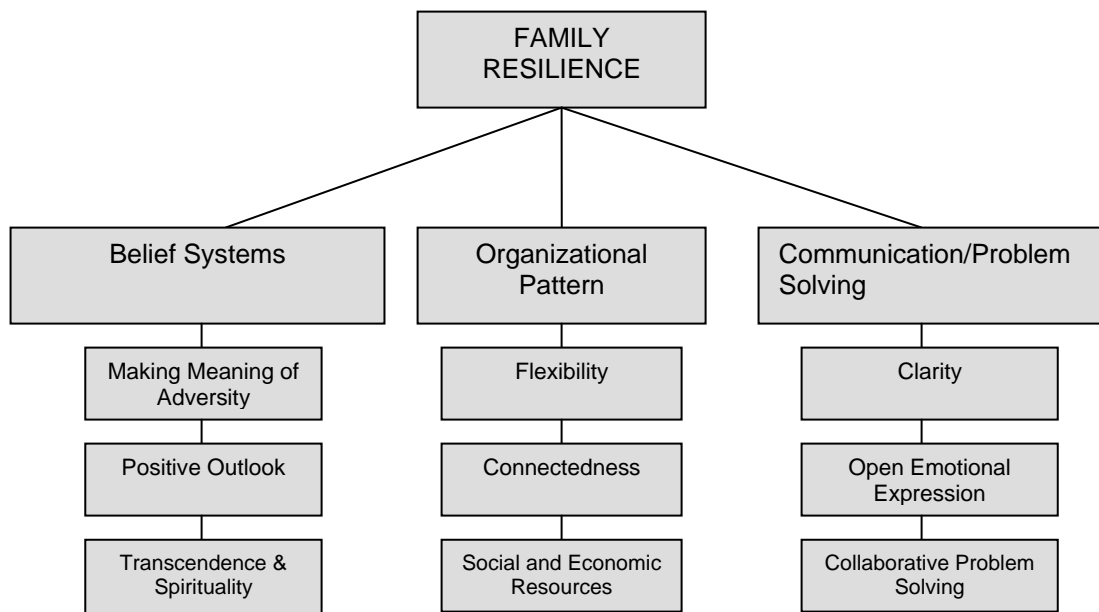 FAMILY
RESILIENCE
Belief Systems
Organizational
Pattern
Communication/Problem
Solving
Making Meaning of
Adversity
Flexibility
Clarity
Positive Outlook
Connectedness
Open Emotional
Expression
Transcendence &
Spirituality
Social and Economic
Resources
Collaborative Problem
Solving